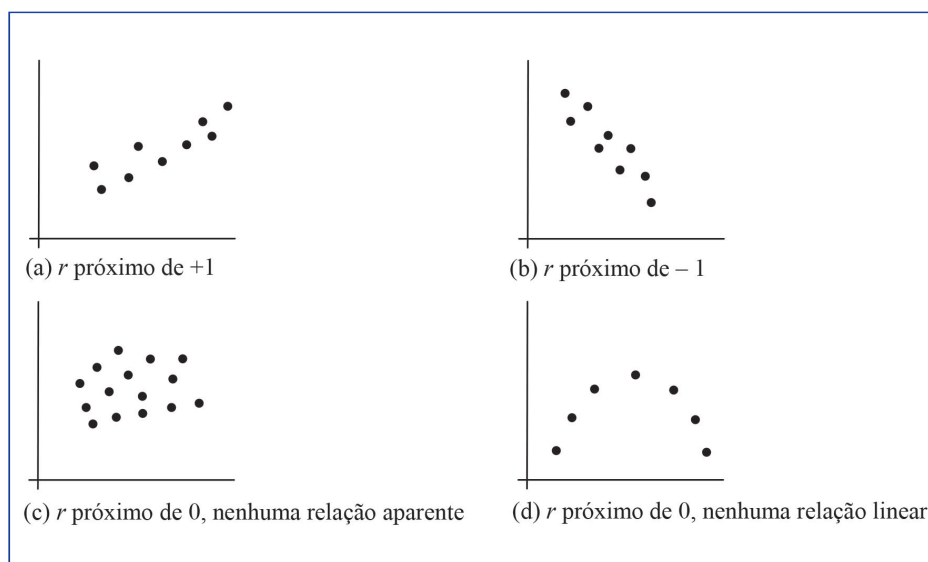 (a) r próximo de +1
(b) r próximo de – 1
(c) r próximo de 0, nenhuma relação aparente
(d) r próximo de 0, nenhuma relação linear